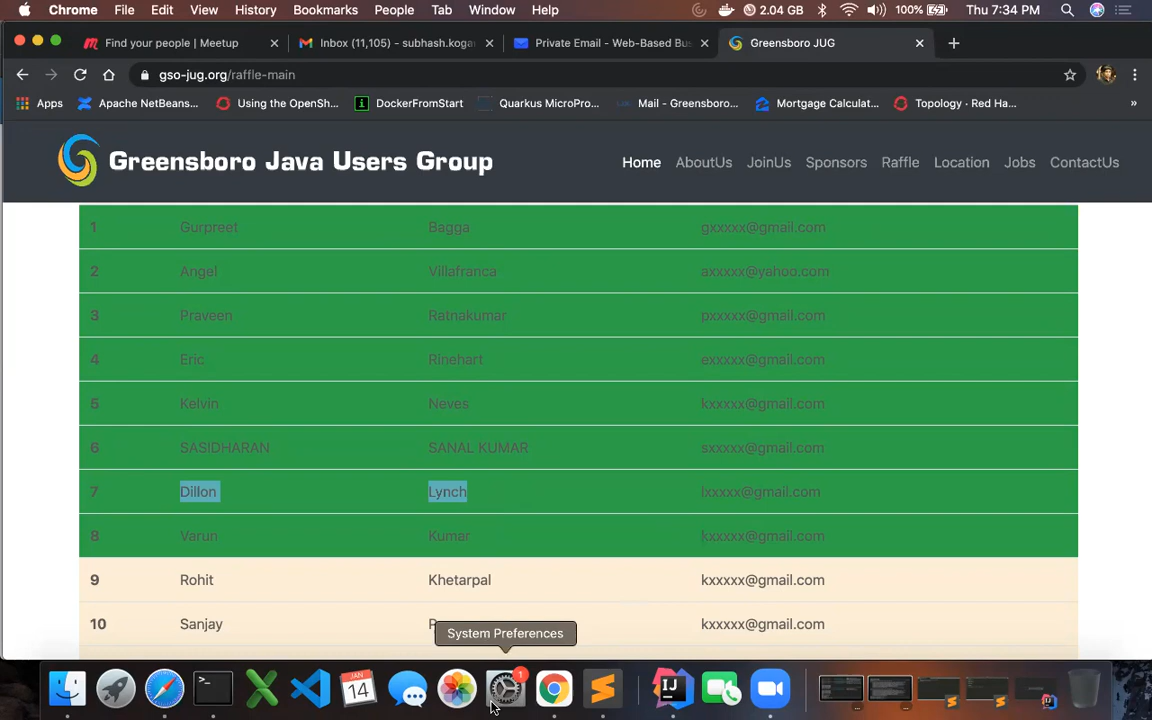 Chrome File Edit View History Bookmarks People Tab Window Help 2.04 GB 100% Thu 7:34 PM
Find your people | Meetup Inbox (11,105) - subhash.kogan Private Email - Web-Based Bus Greensboro JUG
gso-jug.org/raffle-main
Apps Apache NetBeans... Using the OpenSh... DockerFromStart Quarkus MicroPro... Mail - Greensboro... Mortgage Calculat... Topology - Red Ha... »
Greensboro Java Users Group Home AboutUs JoinUs Sponsors Raffle Location Jobs ContactUs
1 Gurpreet Bagga gxxxxx@gmail.com
2 Angel Villafranca axxxxx@yahoo.com
3 Praveen Ratnakumar pxxxxx@gmail.com
4 Eric Rinehart exxxxx@gmail.com
5 Kelvin Neves kxxxxx@gmail.com
6 SASIDHARAN SANAL KUMAR sxxxxx@gmail.com
7 Dillon Lynch lxxxxx@gmail.com
8 Varun Kumar kxxxxx@gmail.com
9 Rohit Khetarpal kxxxxx@gmail.com
10 Sanjay kxxxxx@gmail.com
System Preferences
JAN
14
1
IJ